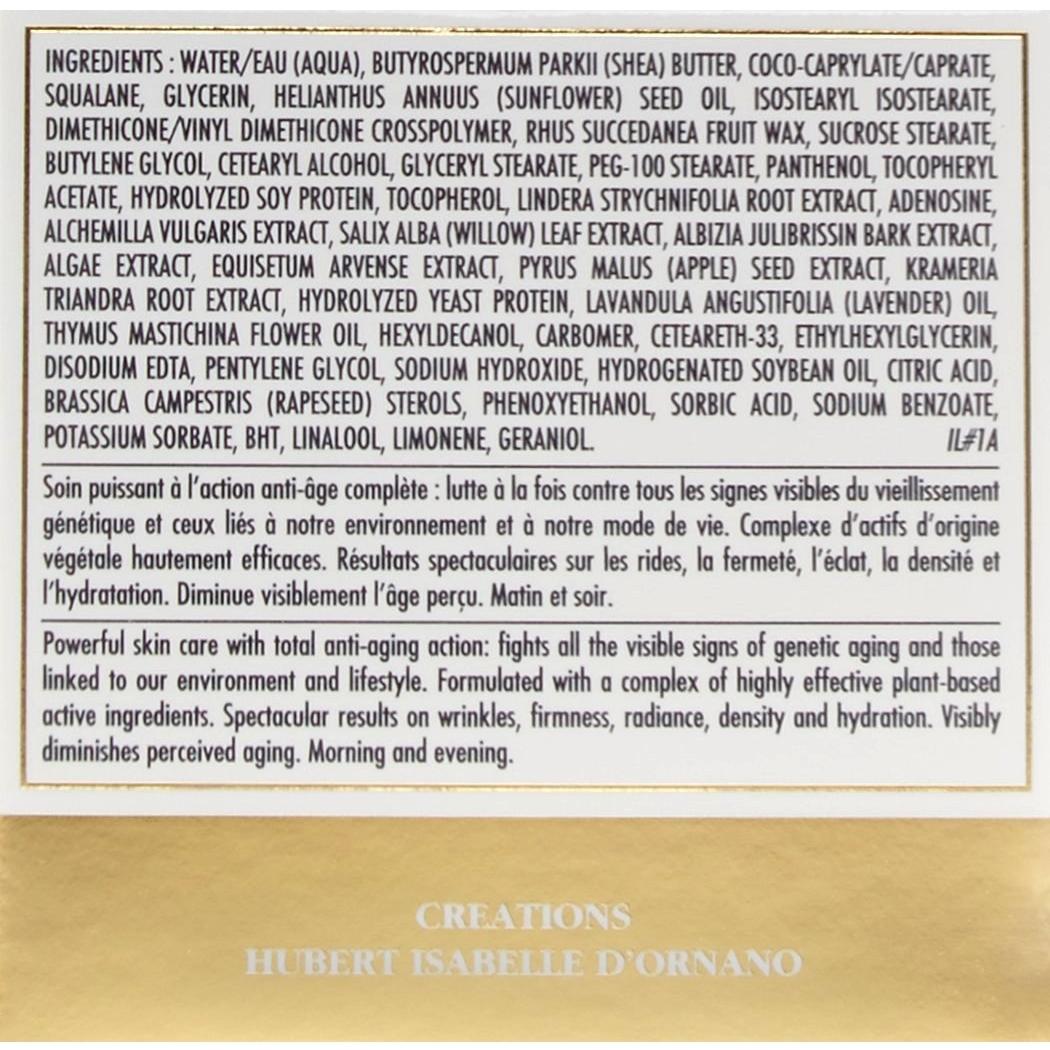 INGREDIENTS : WATER/EAU (AQUA), BUTYROSPERMUM PARKII (SHEA) BUTTER, COCO-CAPRYLATE/CAPRATE,
SQUALANE, GLYCERIN, HELIANTHUS ANNUUS (SUNFLOWER) SEED OIL, ISOSTEARYL ISOSTEARATE,
DIMETHICONE/VINYL DIMETHICONE CROSSPOLYMER, RHUS SUCCEDANEA FRUIT WAX, SUCROSE STEARATE,
BUTYLENE GLYCOL, CETEARYL ALCOHOL, GLYCERYL STEARATE, PEG-100 STEARATE, PANTHENOL, TOCOPHERYL
ACETATE, HYDROLYZED SOY PROTEIN, TOCOPHEROL, LINDERA STRYCHNIFOLIA ROOT EXTRACT, ADENOSINE,
ALCHEMILLA VULGARIS EXTRACT, SALIX ALBA (WILLOW) LEAF EXTRACT, ALBIZIA JULIBRISSIN BARK EXTRACT,
ALGAE EXTRACT, EQUISETUM ARVENSE EXTRACT, PYRUS MALUS (APPLE) SEED EXTRACT, KRAMERIA
TRIANDRA ROOT EXTRACT, HYDROLYZED YEAST PROTEIN, LAVANDULA ANGUSTIFOLIA (LAVENDER) OIL,
THYMUS MASTICHINA FLOWER OIL, HEXYLDECANOL, CARBOMER, CETEARETH-33, ETHYLHEXYLGLYCERIN,
DISODIUM EDTA, PENTYLENE GLYCOL, SODIUM HYDROXIDE, HYDROGENATED SOYBEAN OIL, CITRIC ACID,
BRASSICA CAMPESTRIS (RAPESEED) STEROLS, PHENOXYETHANOL, SORBIC ACID, SODIUM BENZOATE,
POTASSIUM SORBATE, BHT, LINALOOL, LIMONENE, GERANIOL. IL#1A
Soin puissant à l'action anti-âge complète : lutte à la fois contre tous les signes visibles du vieillissement
génétique et ceux liés à notre environnement et à notre mode de vie. Complexe d'actifs d'origine
végétale hautement efficaces. Résultats spectaculaires sur les rides, la fermeté, l'éclat, la densité et
l'hydratation. Diminue visiblement l'âge perçu. Matin et soir.
Powerful skin care with total anti-aging action: fights all the visible signs of genetic aging and those
linked to our environment and lifestyle. Formulated with a complex of highly effective plant-based
active ingredients. Spectacular results on wrinkles, firmness, radiance, density and hydration. Visibly
diminishes perceived aging. Morning and evening.
CREATIONS
HUBERT ISABELLE D'ORNANO